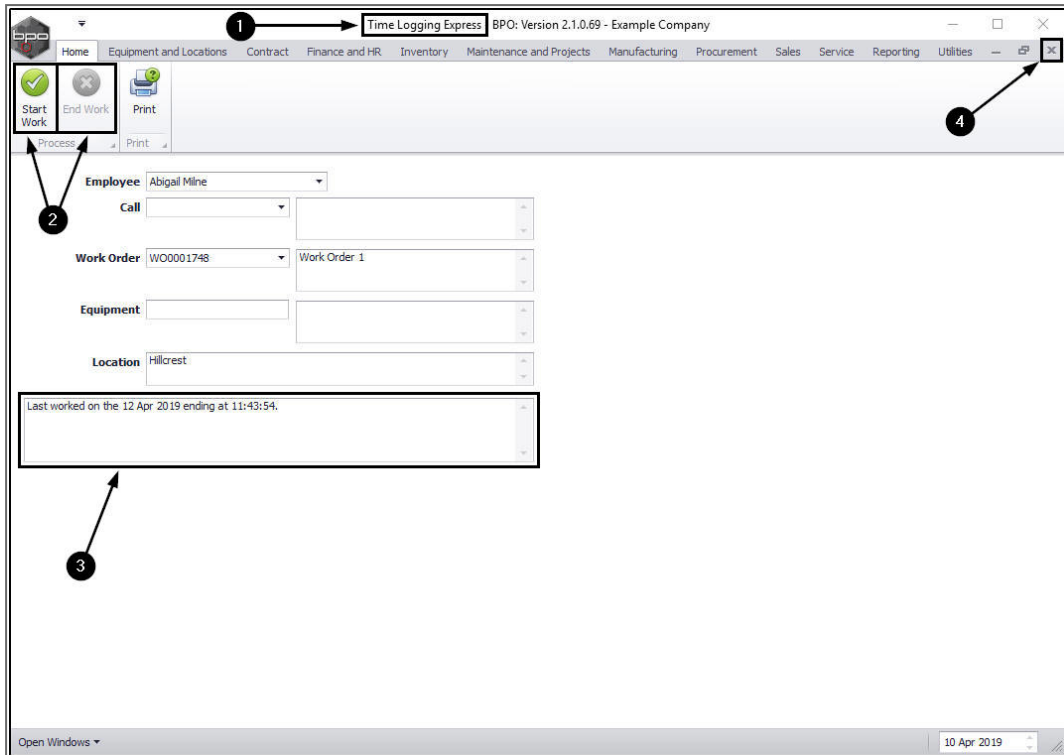 1
Time Logging Express BPO: Version 2.1.0.69 - Example Company
bpo
Home Equipment and Locations Contract Finance and HR Inventory Maintenance and Projects Manufacturing Procurement Sales Service Reporting Utilities
Start Work
End Work
Print
Process
Print
4
2
Employee Abigail Milne
Call
Work Order WO0001748 Work Order 1
Equipment
Location Hillcrest
Last worked on the 12 Apr 2019 ending at 11:43:54.
3
Open Windows 10 Apr 2019